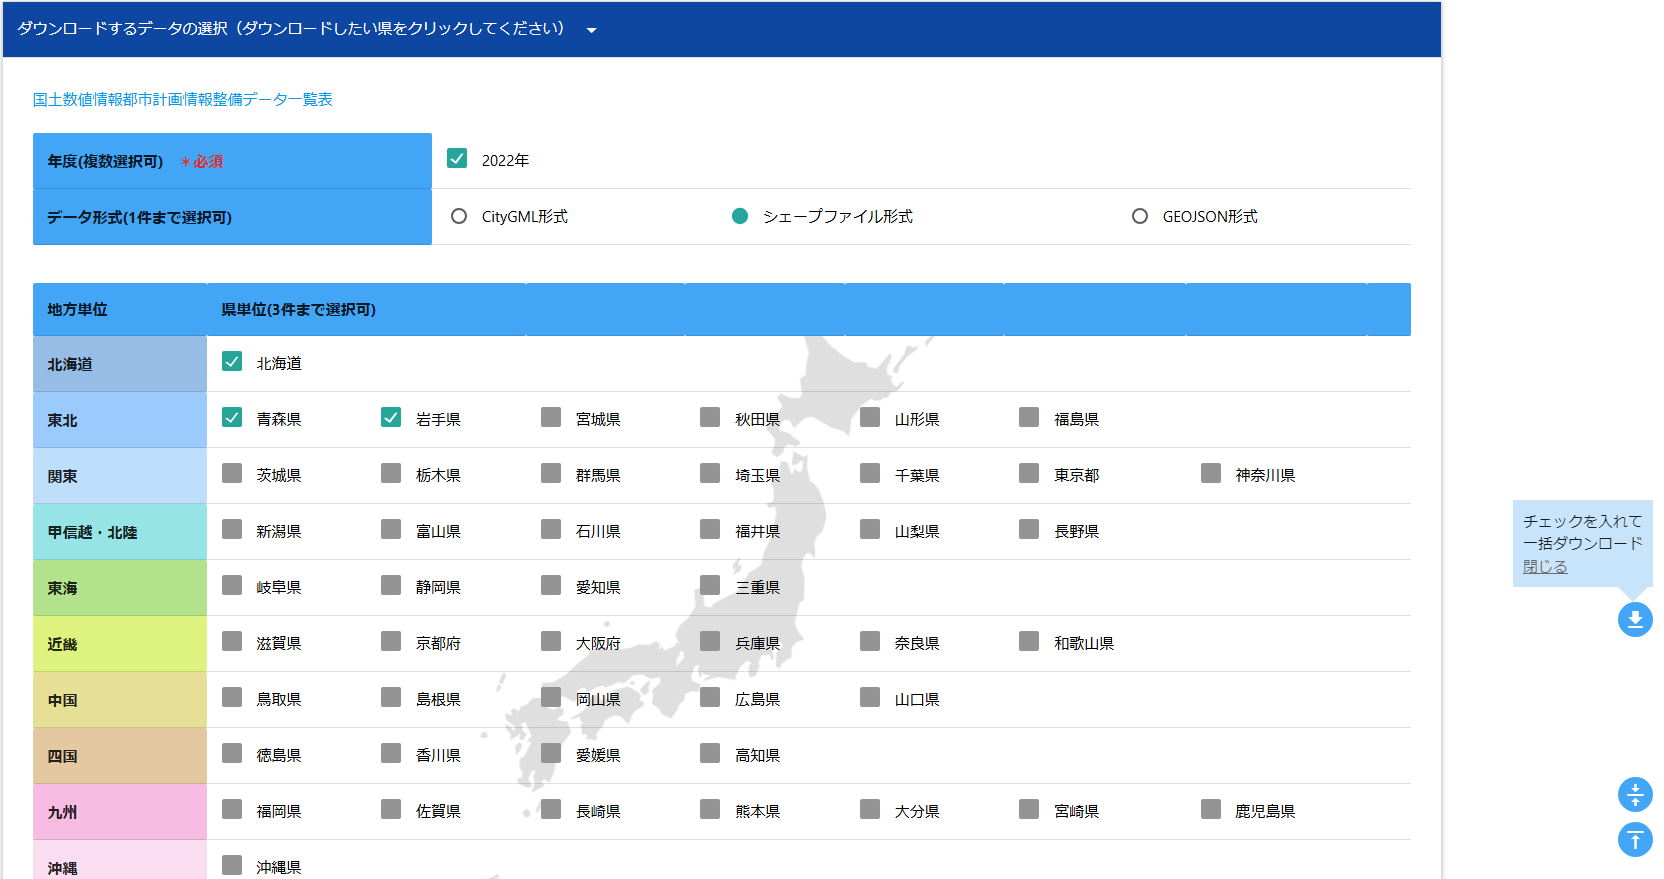 ダウンロードするデータの選択（ダウンロードしたい県をクリックしてください）
国土数値情報都市計画情報整備データ一覧表
年度(複数選択可) ＊必須 2022年
データ形式(1件まで選択可) CityGML形式 シェープファイル形式 GEOJSON形式
地方単位 県単位(3件まで選択可)
北海道 北海道
東北 青森県 岩手県 宮城県 秋田県 山形県 福島県
関東 茨城県 栃木県 群馬県 埼玉県 千葉県 東京都 神奈川県
甲信越・北陸 新潟県 富山県 石川県 福井県 山梨県 長野県
東海 岐阜県 静岡県 愛知県 三重県
近畿 滋賀県 京都府 大阪府 兵庫県 奈良県 和歌山県
中国 鳥取県 島根県 岡山県 広島県 山口県
四国 徳島県 香川県 愛媛県 高知県
九州 福岡県 佐賀県 長崎県 熊本県 大分県 宮崎県 鹿児島県
沖縄 沖縄県
チェックを入れて
一括ダウンロード
閉じる